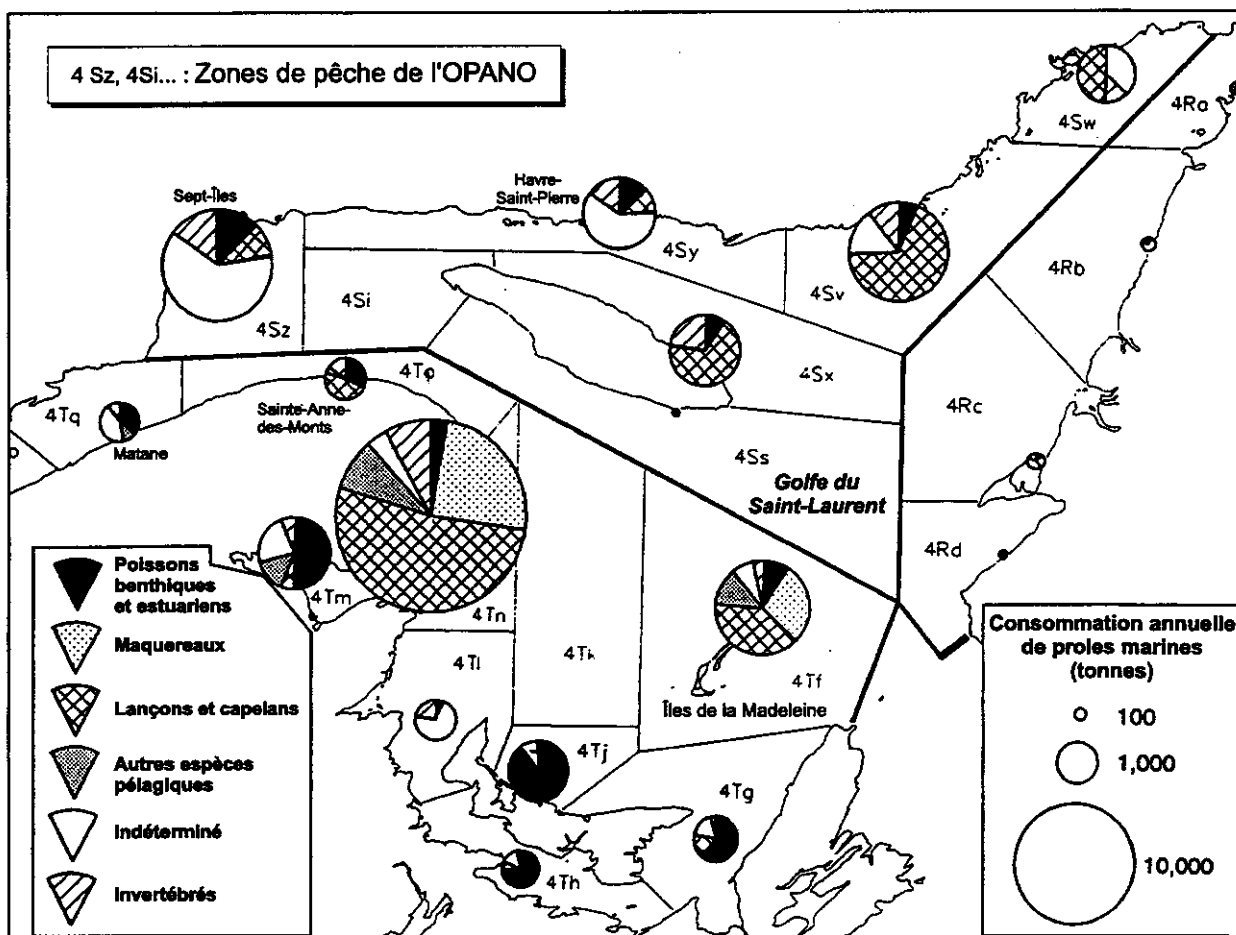 4 Sz, 4Si... : Zones de pêche de l'OPANO
4Ra
4Sw
Sept-Îles
Havre-
Saint-Pierre
4Sy
4Sv
4Rb
4Si
4Sz
4Tq
Matane
Sainte-Anne-
des-Monts
4To
4Sx
4Rc
4Ss
Golfe du
Saint-Laurent
4Rd
4Tm
4Tn
4Tl
4Tk
4Tf
Îles de la Madeleine
4Tj
4Tg
4Th
Poissons
benthiques
et estuariens
Maquereaux
Lançons et capelans
Autres espèces
pélagiques
Indéterminé
Invertébrés
Consommation annuelle
de proies marines
(tonnes)
100
1,000
10,000